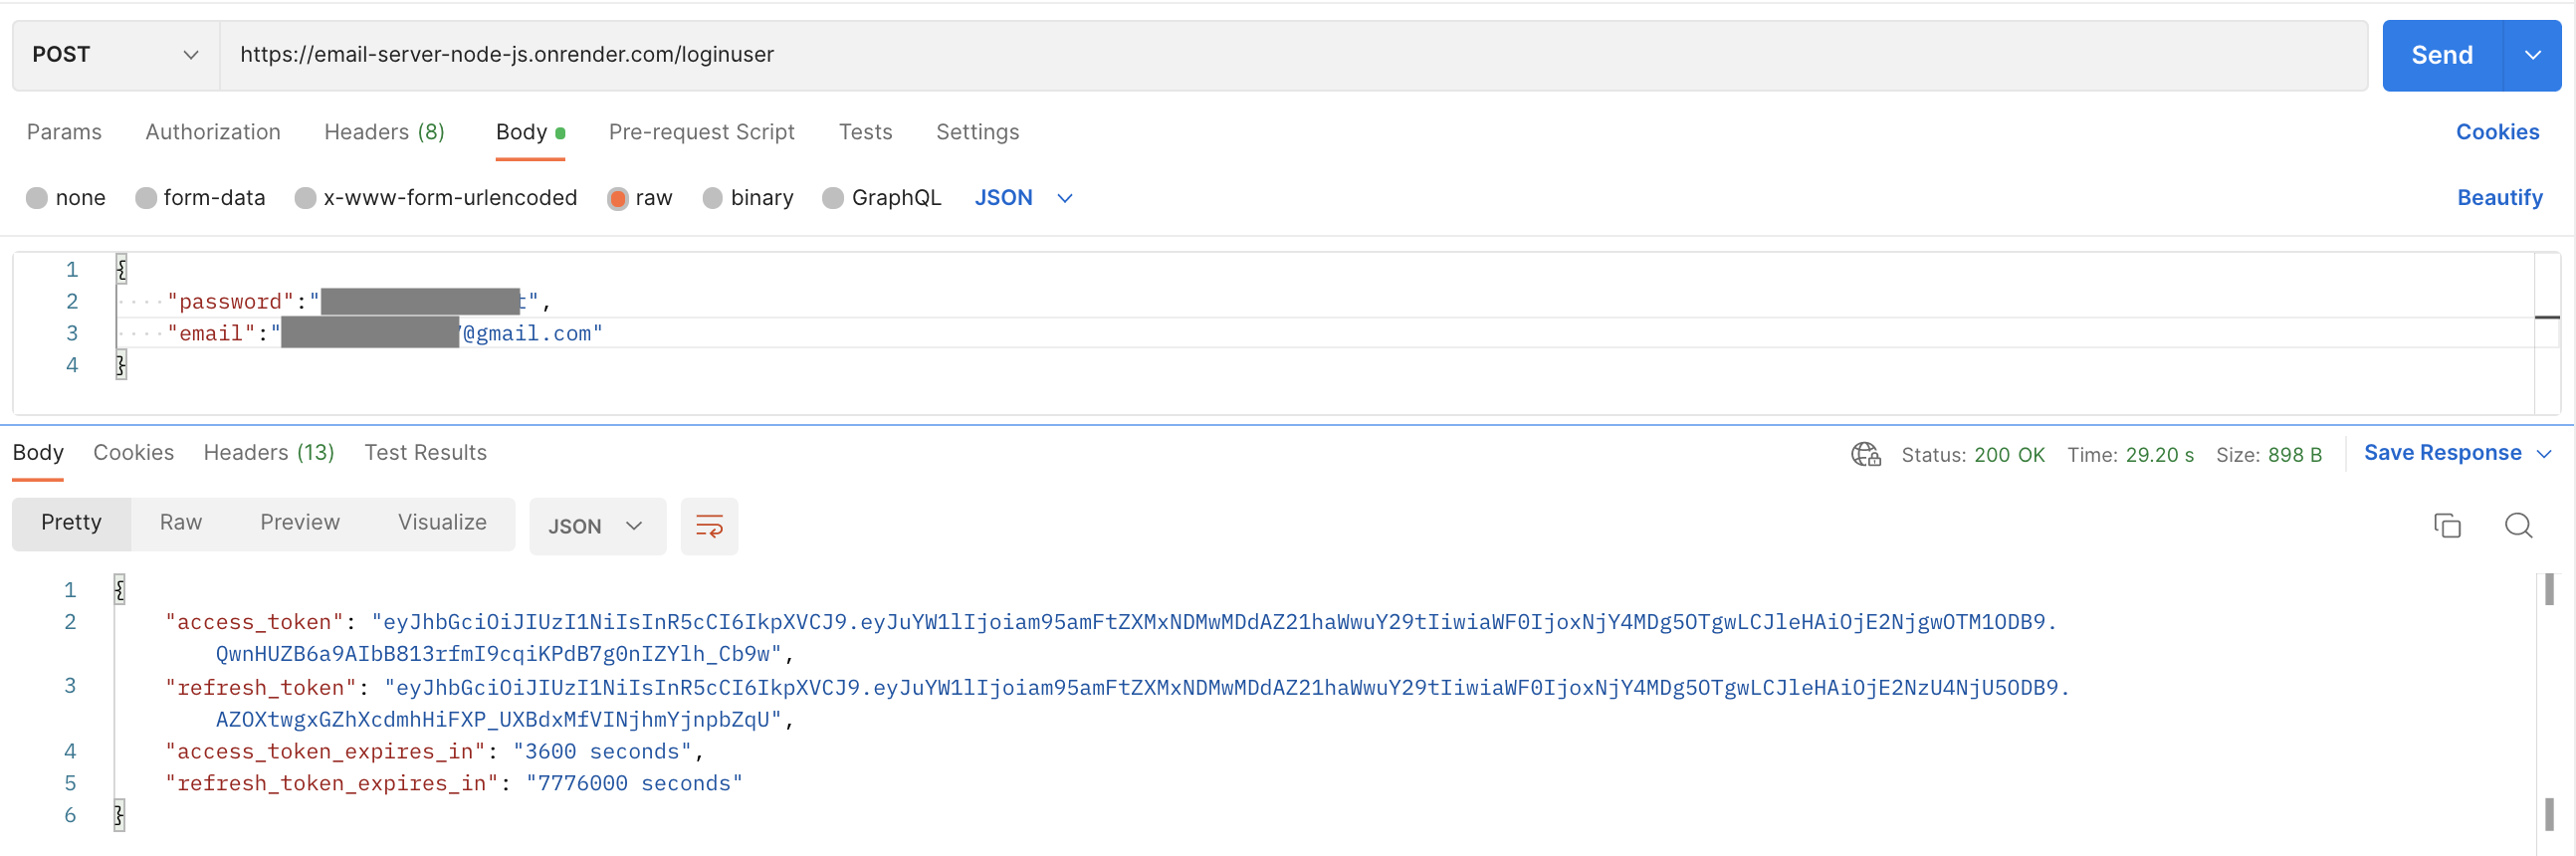 POST https://email-server-node-js.onrender.com/loginuser Send
Params Authorization Headers (8) Body Pre-request Script Tests Settings Cookies
none form-data x-www-form-urlencoded raw binary GraphQL JSON Beautify
1 {
2 "password":"t",
3 "email":"7@gmail.com"
4 }
Body Cookies Headers (13) Test Results Status: 200 OK Time: 29.20 s Size: 898 B Save Response
Pretty Raw Preview Visualize JSON
1 {
2 "access_token": "eyJhbGciOiJIUzI1NiIsInR5cCI6IkpXVCJ9.eyJuYW1lIjoiam95amFtZXMxNDMwMDdAZ21haWwuY29tIiwiaWF0IjoxNjY4MDg5OTgwLCJleHAiOjE2NjgwOTM1ODB9.
QwnHUZB6a9AIbB813rfmI9cqiKPdB7g0nIZYlh_Cb9w",
3 "refresh_token": "eyJhbGciOiJIUzI1NiIsInR5cCI6IkpXVCJ9.eyJuYW1lIjoiam95amFtZXMxNDMwMDdAZ21haWwuY29tIiwiaWF0IjoxNjY4MDg5OTgwLCJleHAiOjE2NzU4NjU5ODB9.
AZOXtwgxGZhXcdmhHiFXP_UXBdxMfVINjhmYjnpbZqU",
4 "access_token_expires_in": "3600 seconds",
5 "refresh_token_expires_in": "7776000 seconds"
6 }